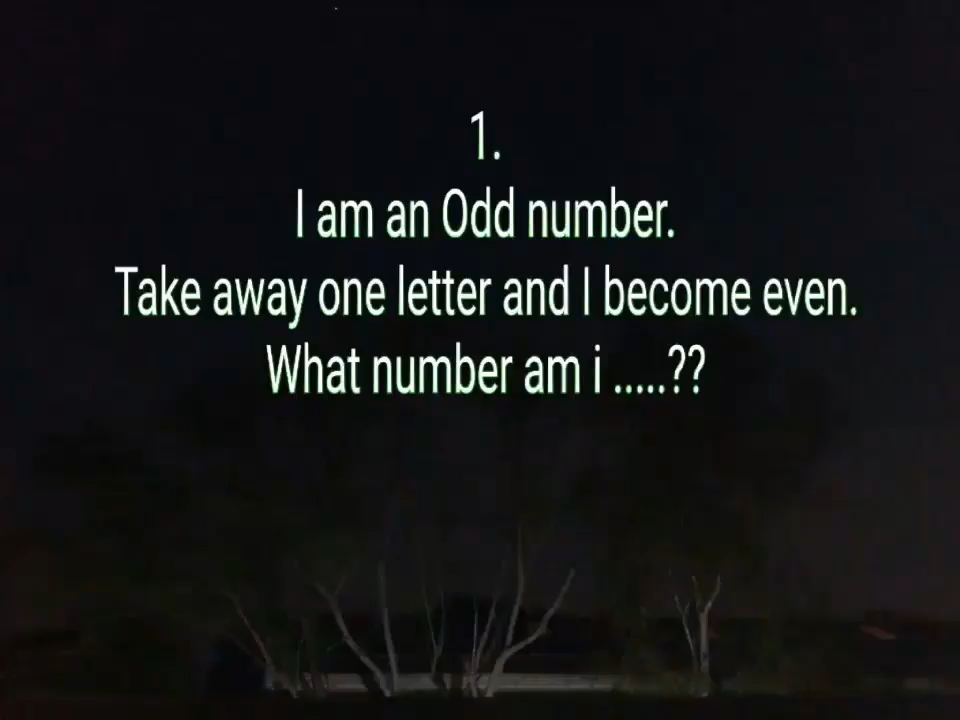 1.
I am an Odd number.
Take away one letter and I become even.
What number am i .....??